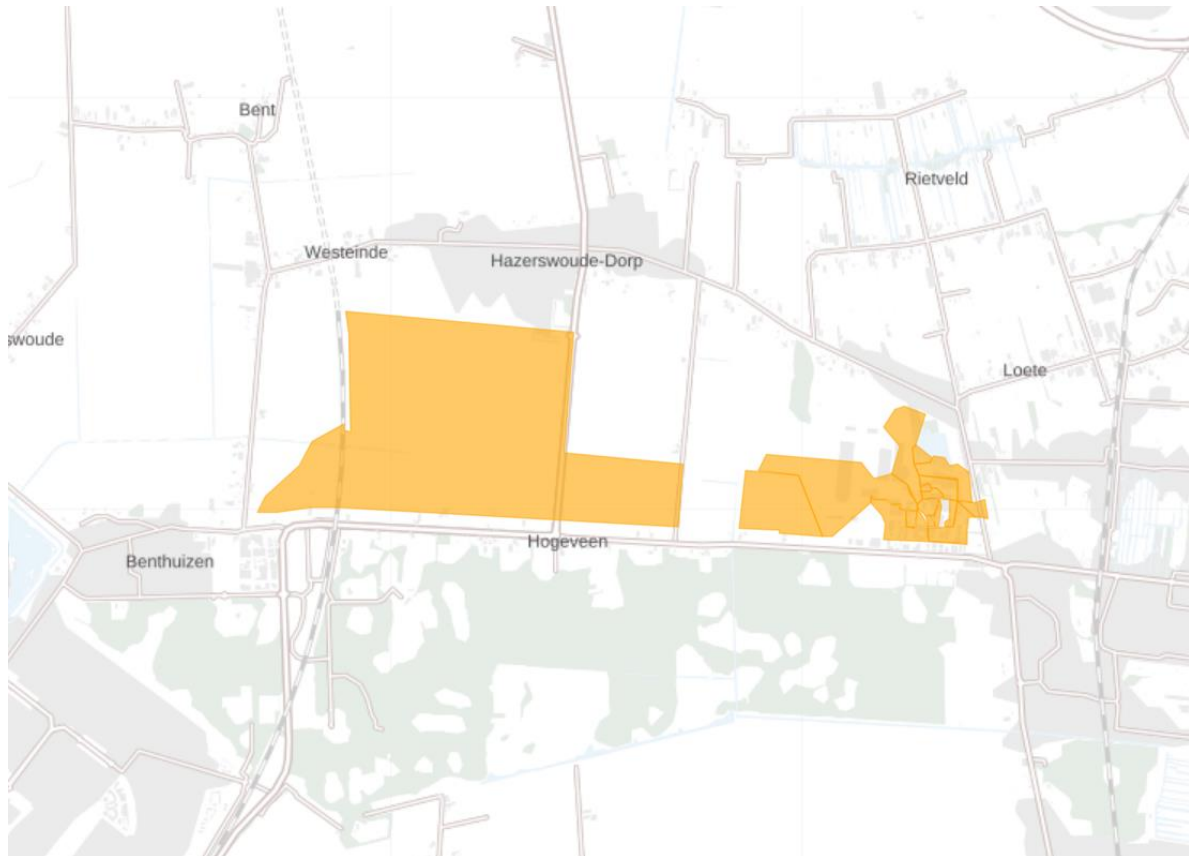 Bent
Rietveld
Westeinde
Hazerswoude-Dorp
swoude
Loete
Hogeveen
Benthuizen